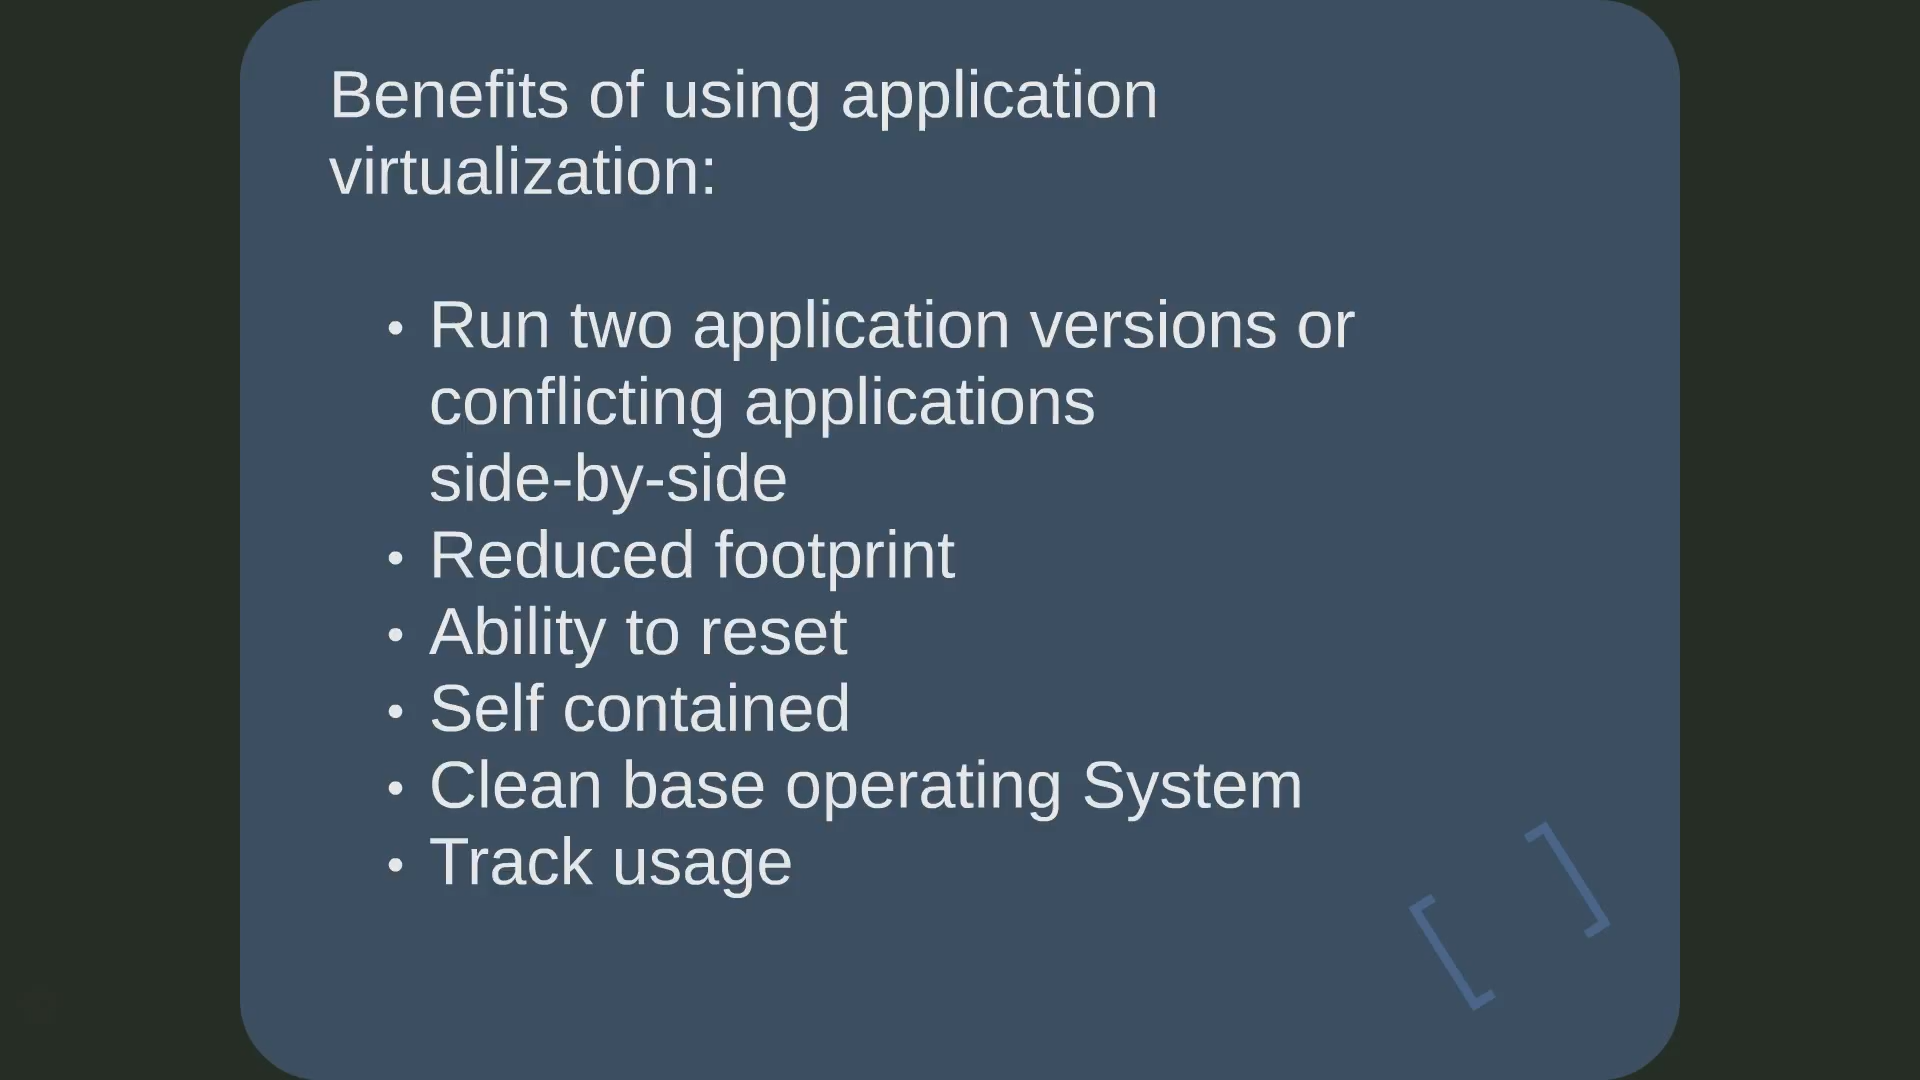 Benefits of using application
virtualization:
• Run two application versions or
conflicting applications
side-by-side
• Reduced footprint
• Ability to reset
• Self contained
• Clean base operating System
• Track usage
[ ]